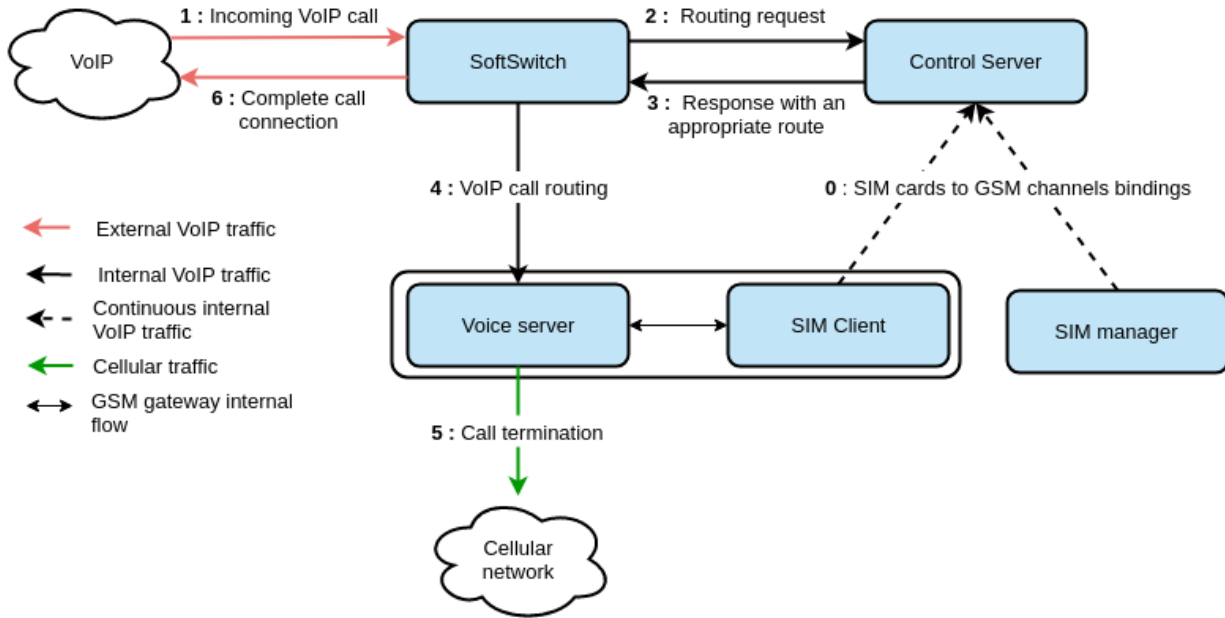 1 : Incoming VoIP call
2 : Routing request
VoIP
SoftSwitch
Control Server
6 : Complete call
connection
3 : Response with an
appropriate route
4 : VoIP call routing
0 : SIM cards to GSM channels bindings
External VoIP traffic
Internal VoIP traffic
Continuous internal
VoIP traffic
Cellular traffic
GSM gateway internal
flow
Voice server
SIM Client
SIM manager
5 : Call termination
Cellular
network